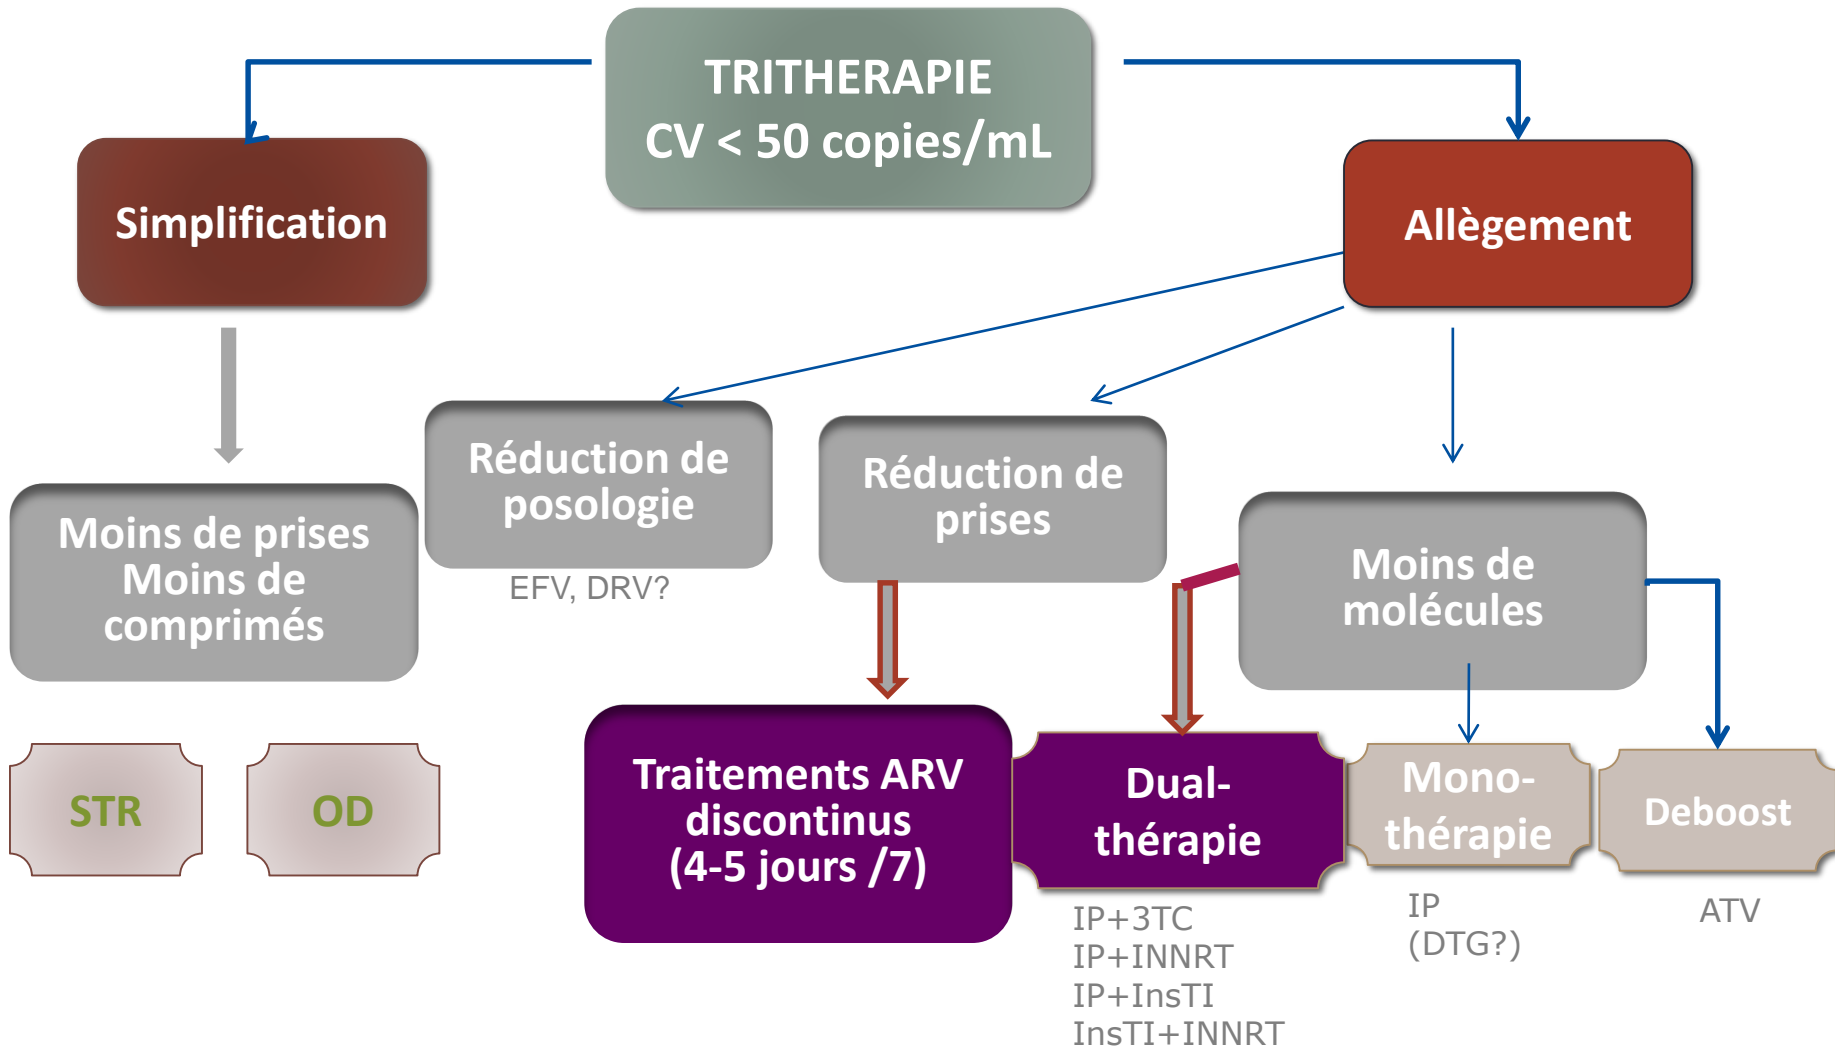 TRITHERAPIE
CV < 50 copies/mL
Simplification
Allègement
Réduction de
posologie
EFV, DRV?
Réduction de
prises
Moins de prises
Moins de
comprimés
Moins de
molécules
STR
OD
Traitements ARV
discontinus
(4-5 jours /7)
Dual-
thérapie
IP+3TC
IP+INNRT
IP+InsTI
InsTI+INNRT
Mono-
thérapie
IP
(DTG?)
Deboost
ATV